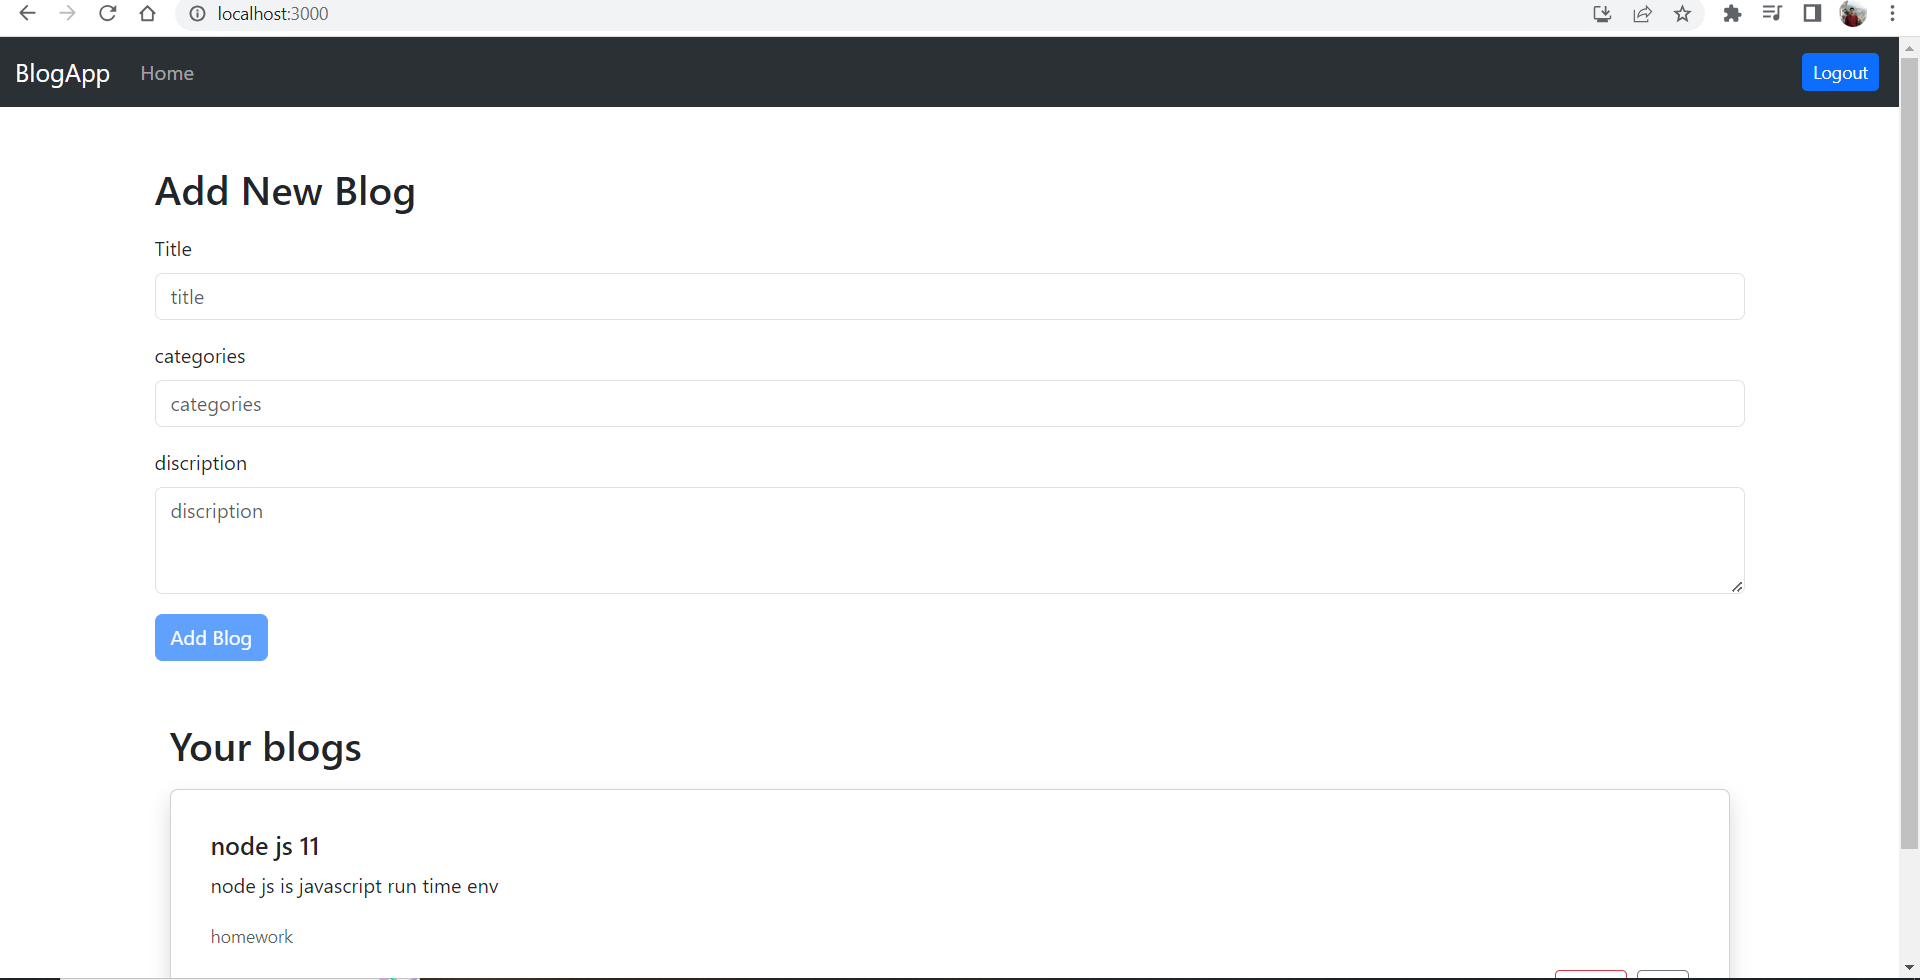 localhost:3000
BlogApp Home Logout
Add New Blog
Title
title
categories
categories
discription
discription
Add Blog
Your blogs
node js 11
node js is javascript run time env
homework